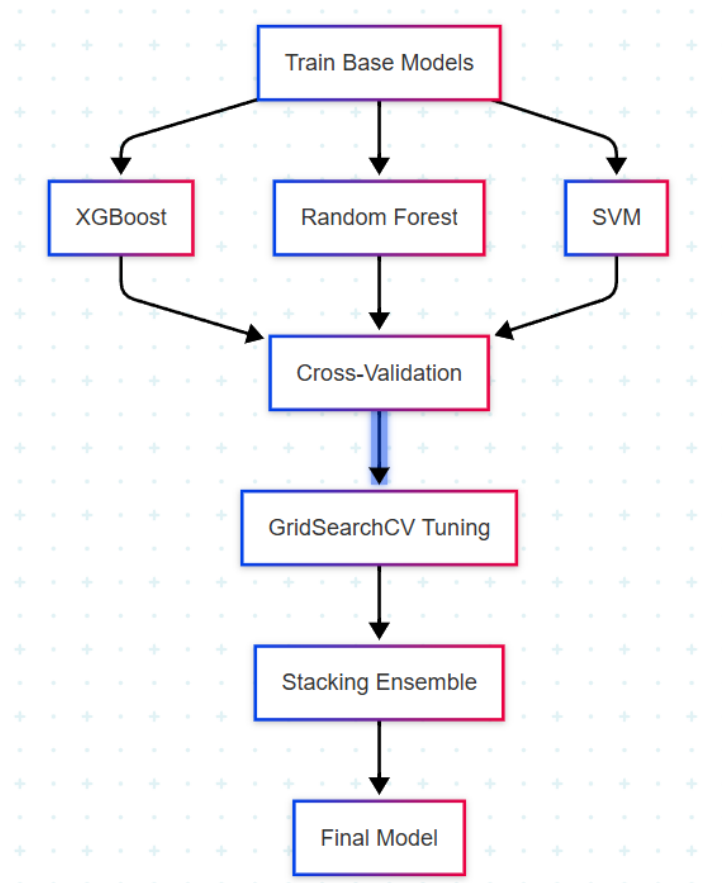 Train Base Models
XGBoost
Random Forest
SVM
Cross-Validation
GridSearchCV Tuning
Stacking Ensemble
Final Model